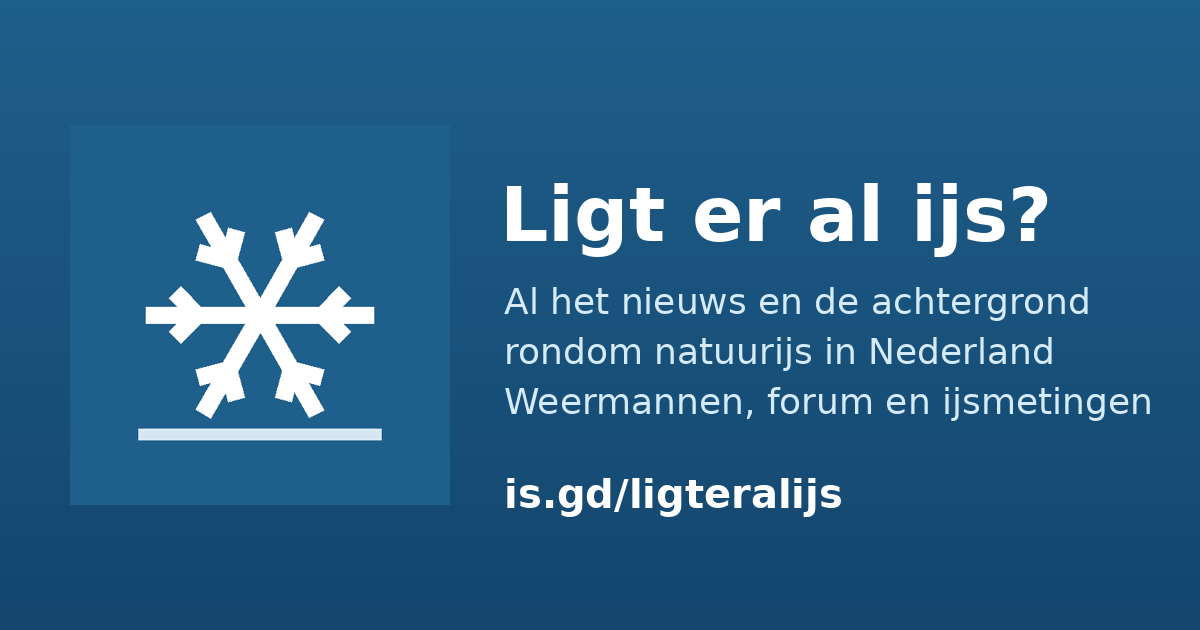 Ligt er al ijs?
Al het nieuws en de achtergrond
rondom natuurijs in Nederland
Weermannen, forum en ijsmetingen
is.gd/ligteralijs